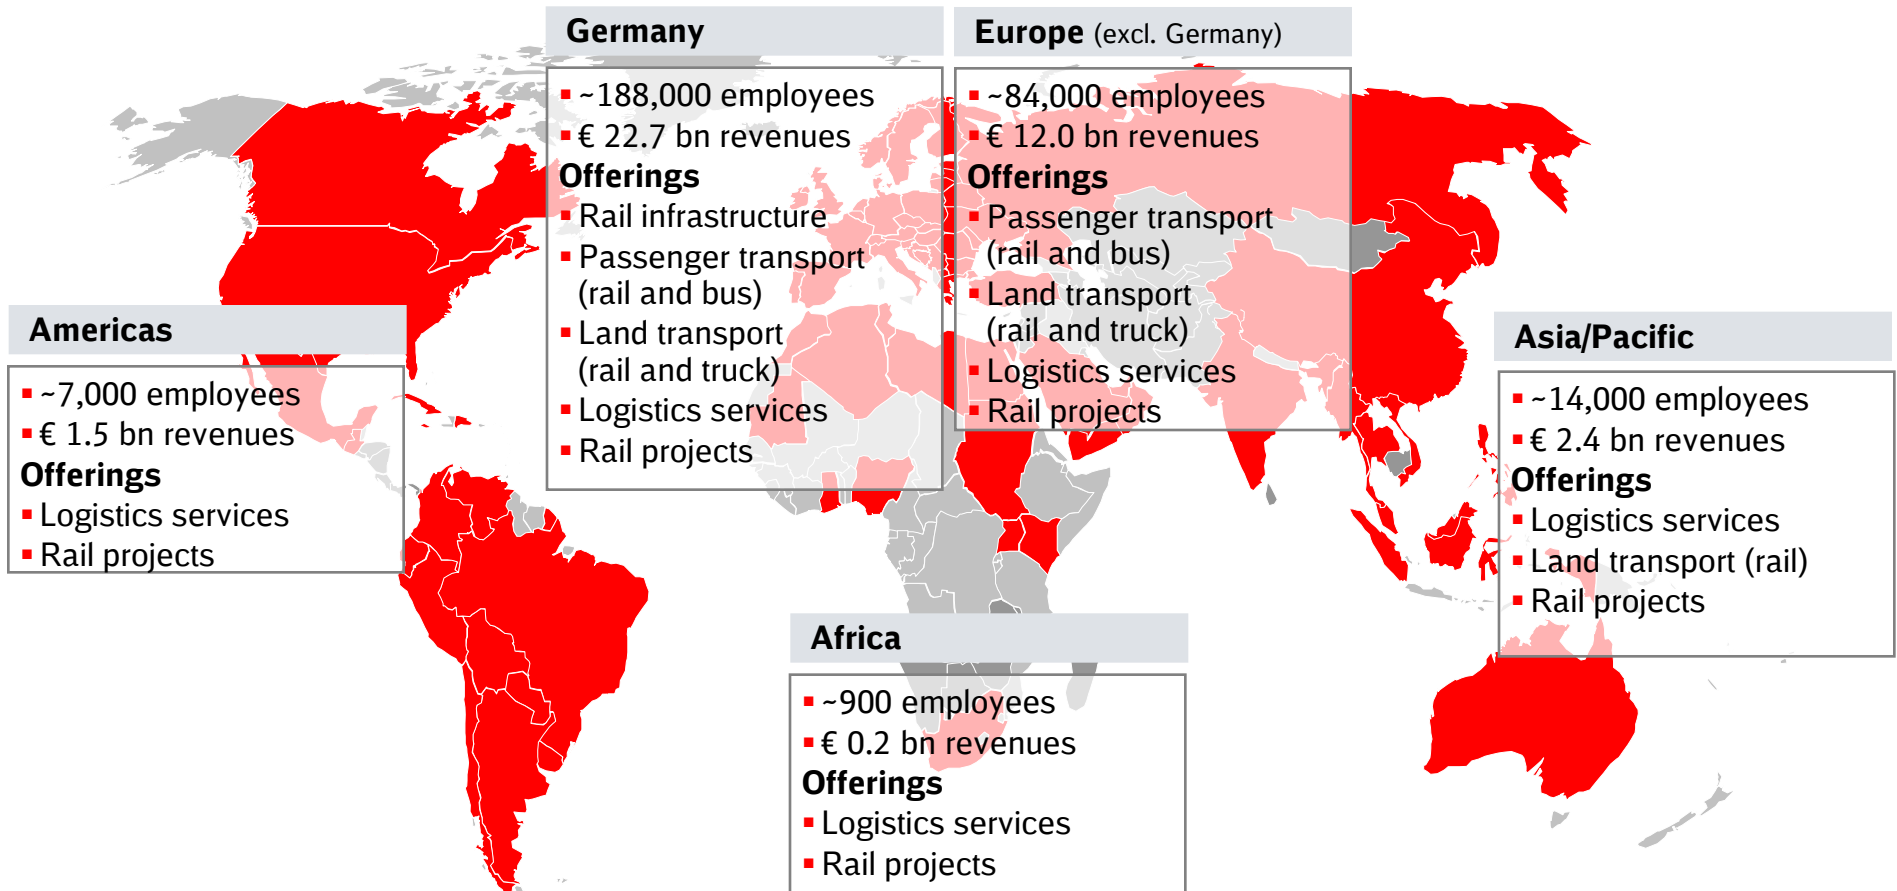 Germany
~188,000 employees
€ 22.7 bn revenues
Offerings
Rail infrastructure
Passenger transport
(rail and bus)
Land transport
(rail and truck)
Logistics services
Rail projects
Europe (excl. Germany)
~84,000 employees
€ 12.0 bn revenues
Offerings
Passenger transport
(rail and bus)
Land transport
(rail and truck)
Logistics services
Rail projects
Americas
~7,000 employees
€ 1.5 bn revenues
Offerings
Logistics services
Rail projects
Asia/Pacific
~14,000 employees
€ 2.4 bn revenues
Offerings
Logistics services
Land transport (rail)
Rail projects
Africa
~900 employees
€ 0.2 bn revenues
Offerings
Logistics services
Rail projects